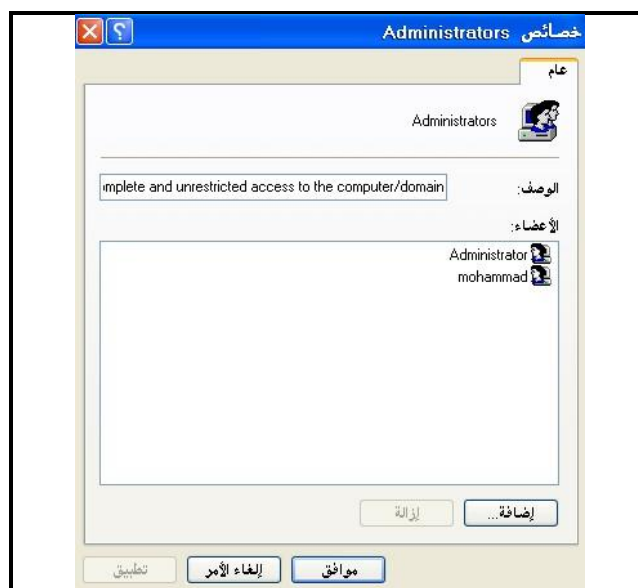 خصائص Administrators
عام
Administrators
الوصف: mplete and unrestricted access to the computer/domain
الأعضاء:
Administrator
mohammad
إضافة... إزالة
موافق إلغاء الأمر تطبيق